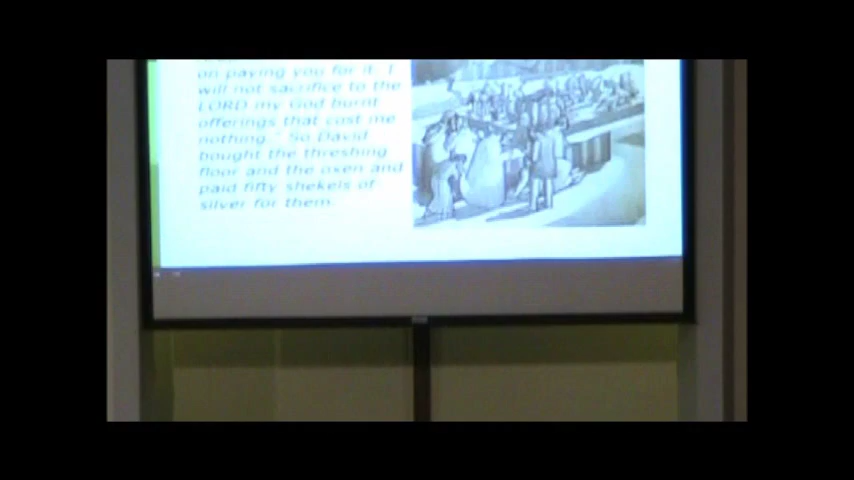 on paying you for it. I
will not sacrifice to the
LORD my God burnt
offerings that cost me
nothing." So David
bought the threshing
floor and the oxen and
paid fifty shekels of
silver for them.